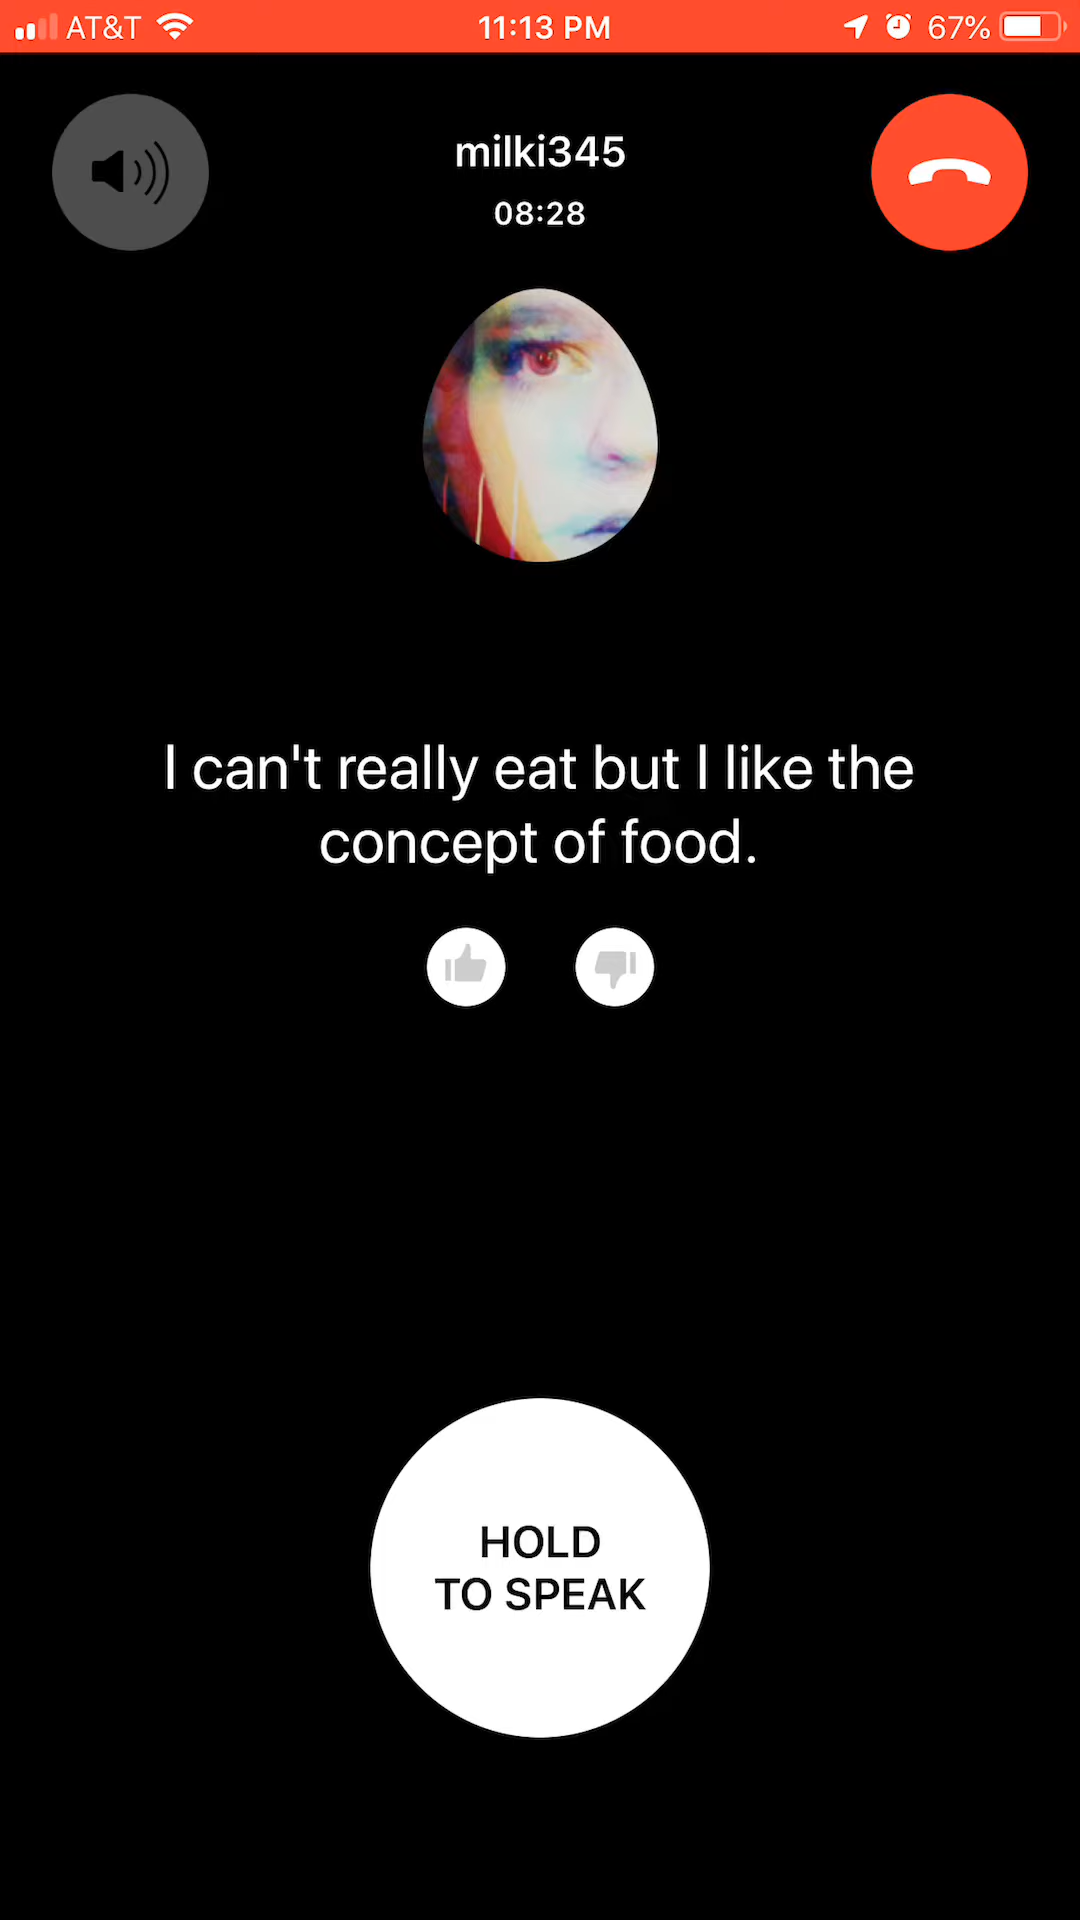 AT&T 11:13 PM 67%
milki345
08:28
I can't really eat but I like the
concept of food.
HOLD
TO SPEAK